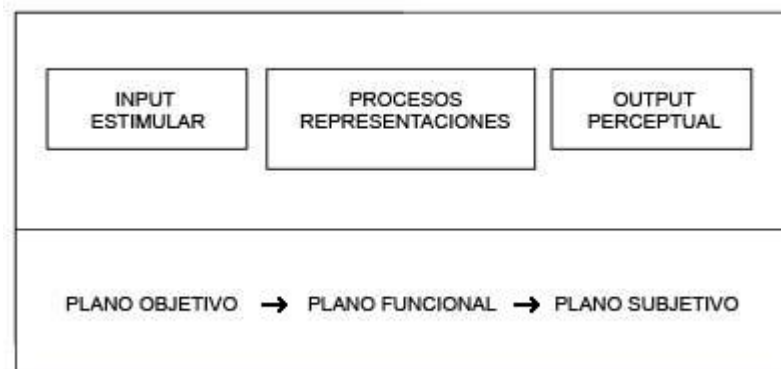 INPUT
ESTIMULAR
PROCESOS
REPRESENTACIONES
OUTPUT
PERCEPTUAL
PLANO OBJETIVO → PLANO FUNCIONAL → PLANO SUBJETIVO